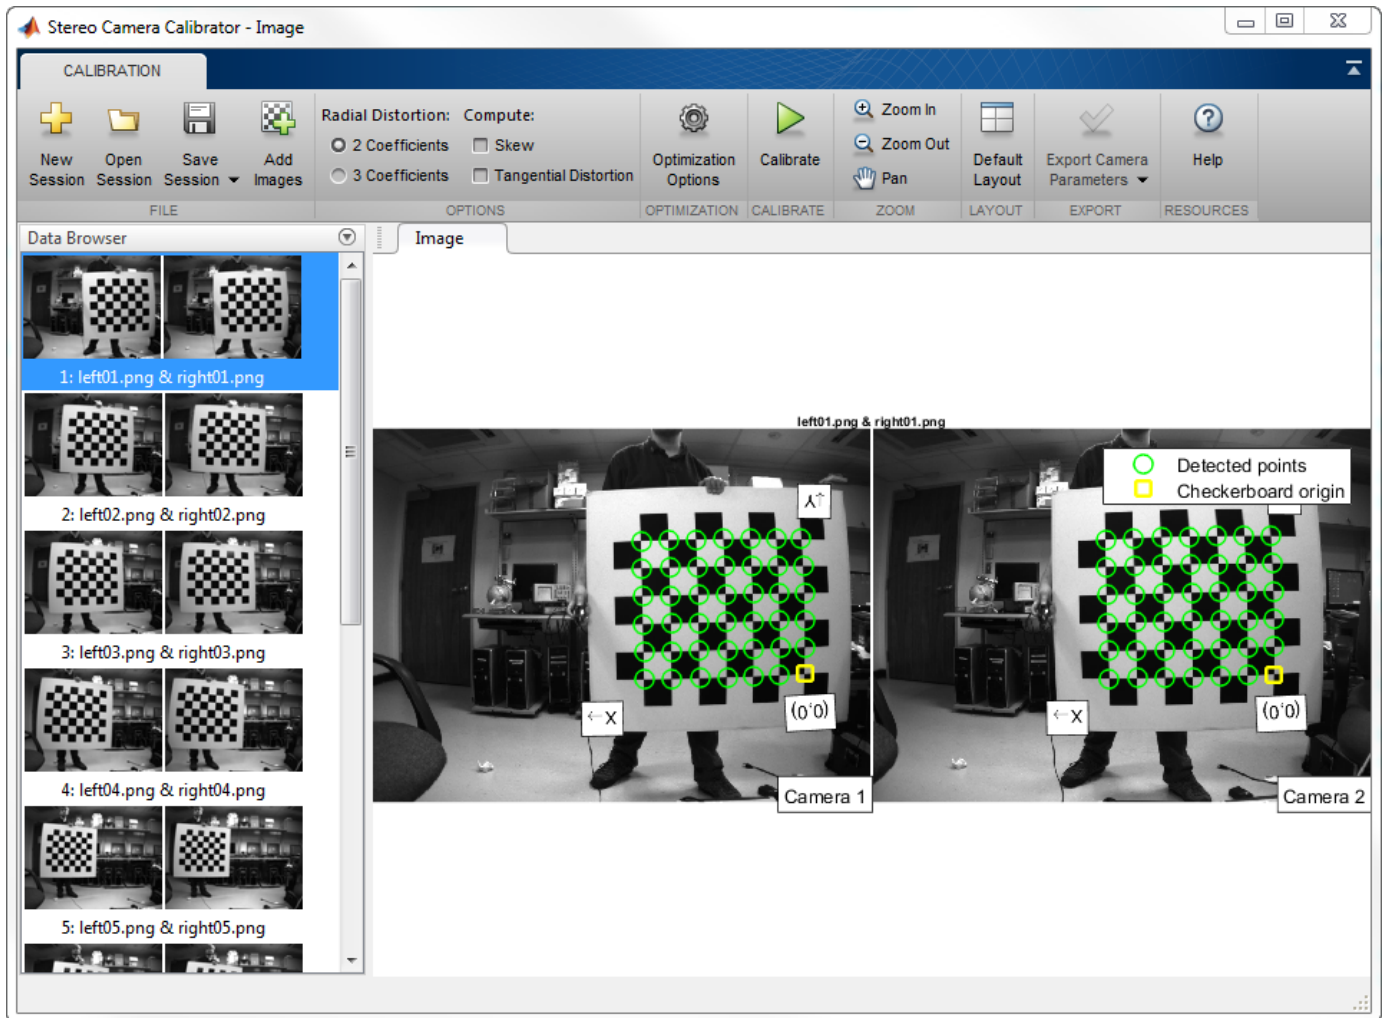 Stereo Camera Calibrator - Image
CALIBRATION
New Session
Open Session
Save Session
Add Images
FILE
Radial Distortion:
2 Coefficients
3 Coefficients
Compute:
Skew
Tangential Distortion
OPTIONS
Optimization Options
OPTIMIZATION
Calibrate
CALIBRATE
Zoom In
Zoom Out
Pan
ZOOM
Default Layout
LAYOUT
Export Camera Parameters
EXPORT
Help
RESOURCES
Data Browser
1: left01.png & right01.png
2: left02.png & right02.png
3: left03.png & right03.png
4: left04.png & right04.png
5: left05.png & right05.png
Image
left01.png & right01.png
Detected points
Checkerboard origin
Y↑
←X
(0,0)
Camera 1
←X
(0,0)
Camera 2